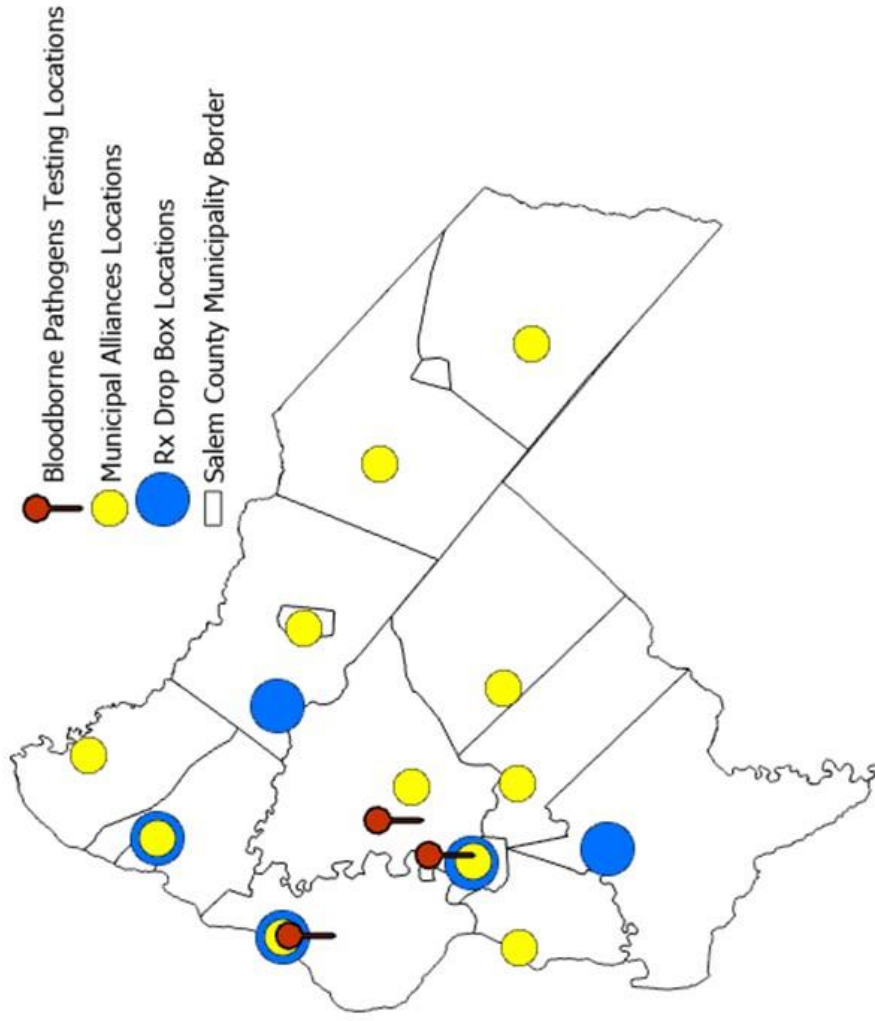 Bloodborne Pathogens Testing Locations
Municipal Alliances Locations
Rx Drop Box Locations
Salem County Municipality Border